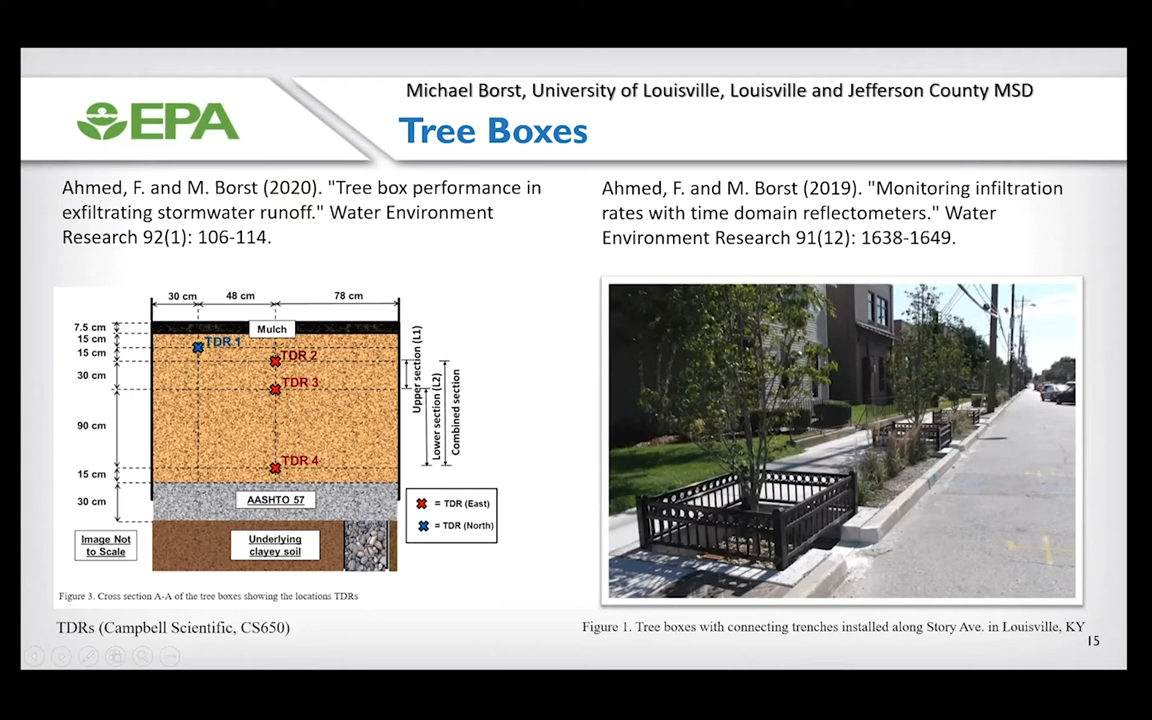 Michael Borst, University of Louisville, Louisville and Jefferson County MSD
EPA
Tree Boxes
Ahmed, F. and M. Borst (2020). "Tree box performance in
exfiltrating stormwater runoff." Water Environment
Research 92(1): 106-114.
Ahmed, F. and M. Borst (2019). "Monitoring infiltration
rates with time domain reflectometers." Water
Environment Research 91(12): 1638-1649.
30 cm
48 cm
78 cm
7.5 cm
15 cm
15 cm
30 cm
90 cm
15 cm
30 cm
Mulch
TDR 1
TDR 2
TDR 3
TDR 4
Upper section (L1)
Lower section (L2)
Combined section
AASHTO 57
Underlying
clayey soil
Image Not
to Scale
= TDR (East)
= TDR (North)
Figure 3. Cross section A-A of the tree boxes showing the locations TDRs
TDRs (Campbell Scientific, CS650)
Figure 1. Tree boxes with connecting trenches installed along Story Ave. in Louisville, KY
15